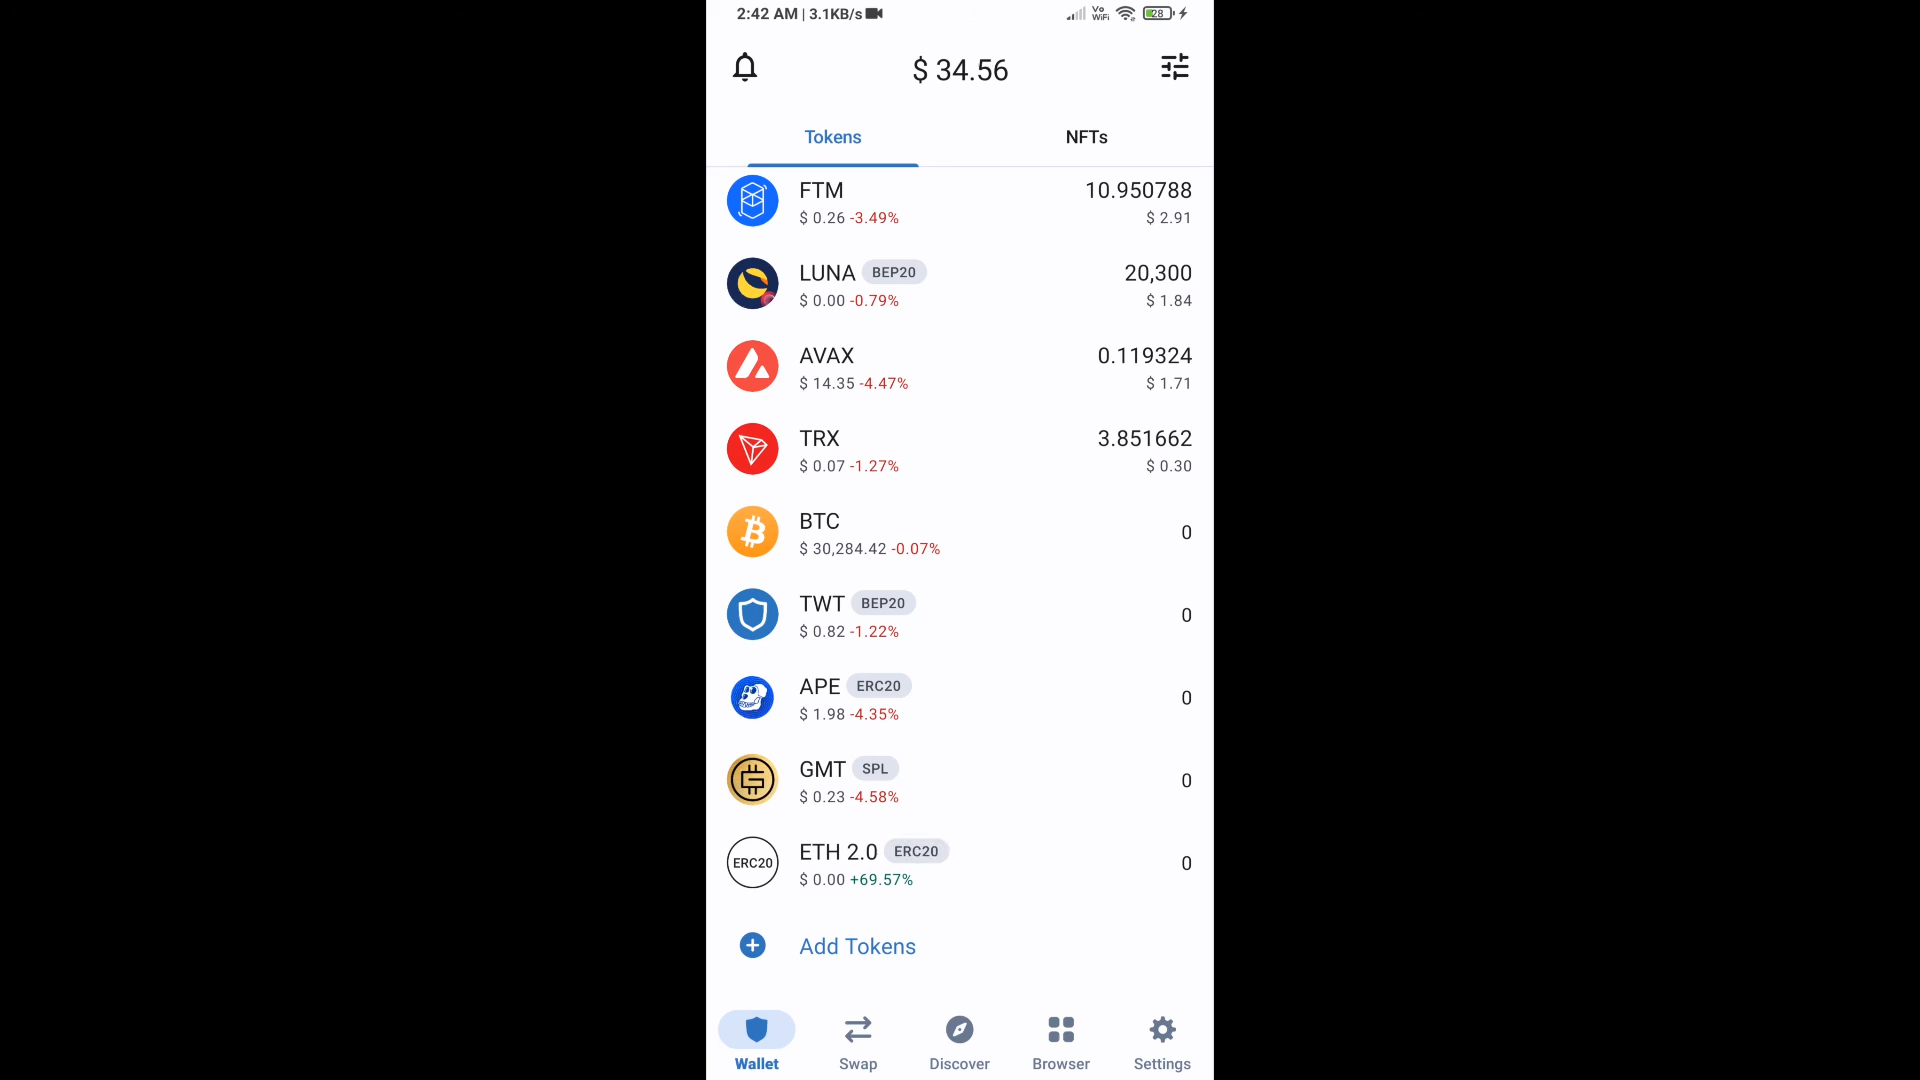 2:42 AM | 3.1KB/s
Vo WiFi
28
$ 34.56
Tokens
NFTs
FTM
10.950788
$ 0.26 -3.49%
$ 2.91
LUNA BEP20
20,300
$ 0.00 -0.79%
$ 1.84
AVAX
0.119324
$ 14.35 -4.47%
$ 1.71
TRX
3.851662
$ 0.07 -1.27%
$ 0.30
BTC
0
$ 30,284.42 -0.07%
TWT BEP20
0
$ 0.82 -1.22%
APE ERC20
0
$ 1.98 -4.35%
GMT SPL
0
$ 0.23 -4.58%
ERC20
ETH 2.0 ERC20
0
$ 0.00 +69.57%
Add Tokens
Wallet
Swap
Discover
Browser
Settings